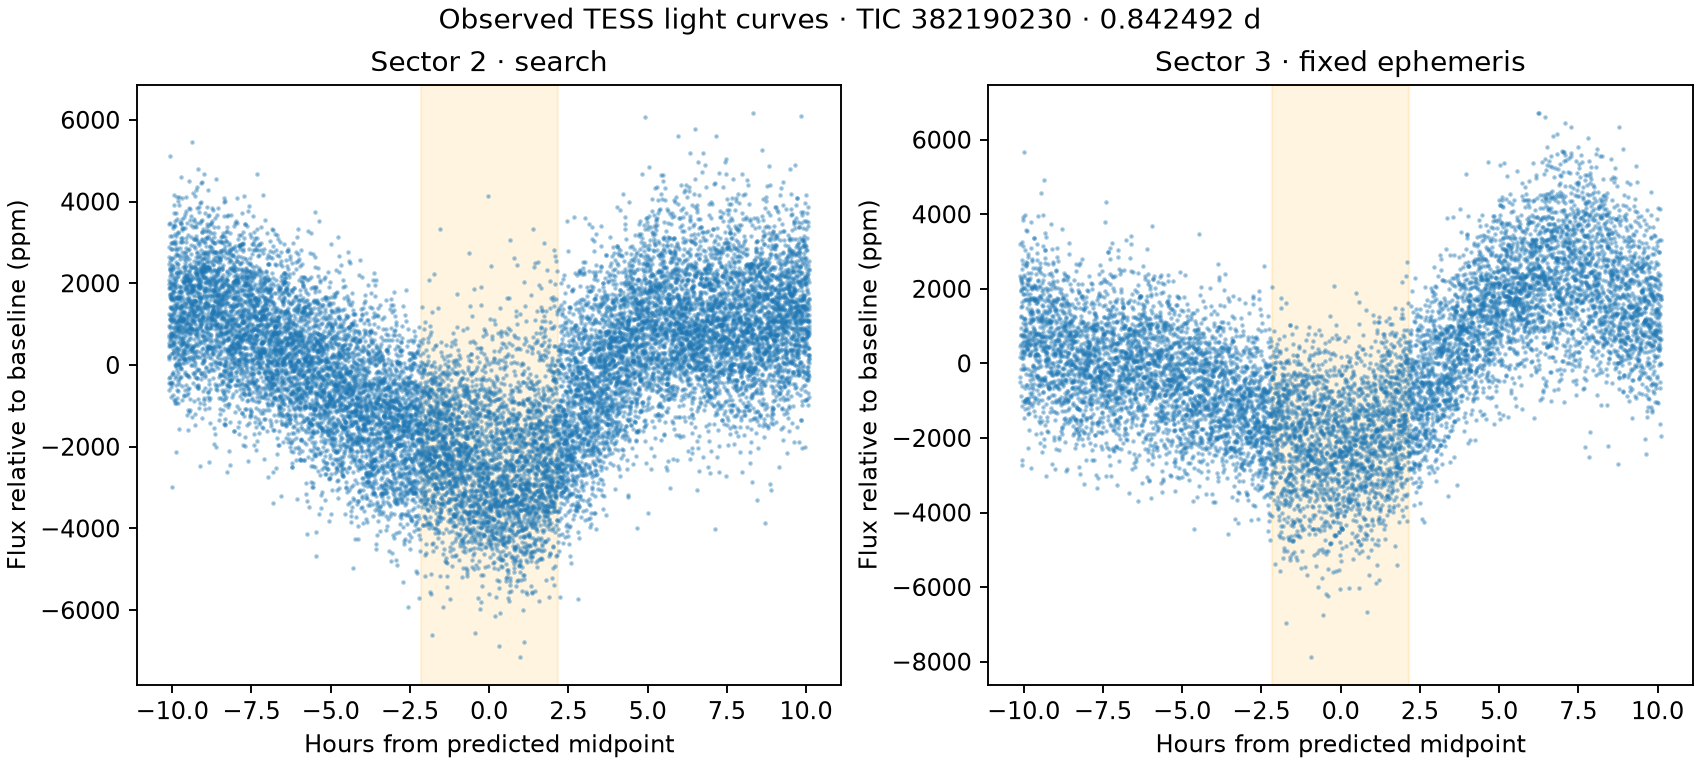 Observed TESS light curves · TIC 382190230 · 0.842492 d
Sector 2 · search
Flux relative to baseline (ppm)
6000
4000
2000
0
−2000
−4000
−6000
−10.0 −7.5 −5.0 −2.5 0.0 2.5 5.0 7.5 10.0
Hours from predicted midpoint
Sector 3 · fixed ephemeris
Flux relative to baseline (ppm)
6000
4000
2000
0
−2000
−4000
−6000
−8000
−10.0 −7.5 −5.0 −2.5 0.0 2.5 5.0 7.5 10.0
Hours from predicted midpoint